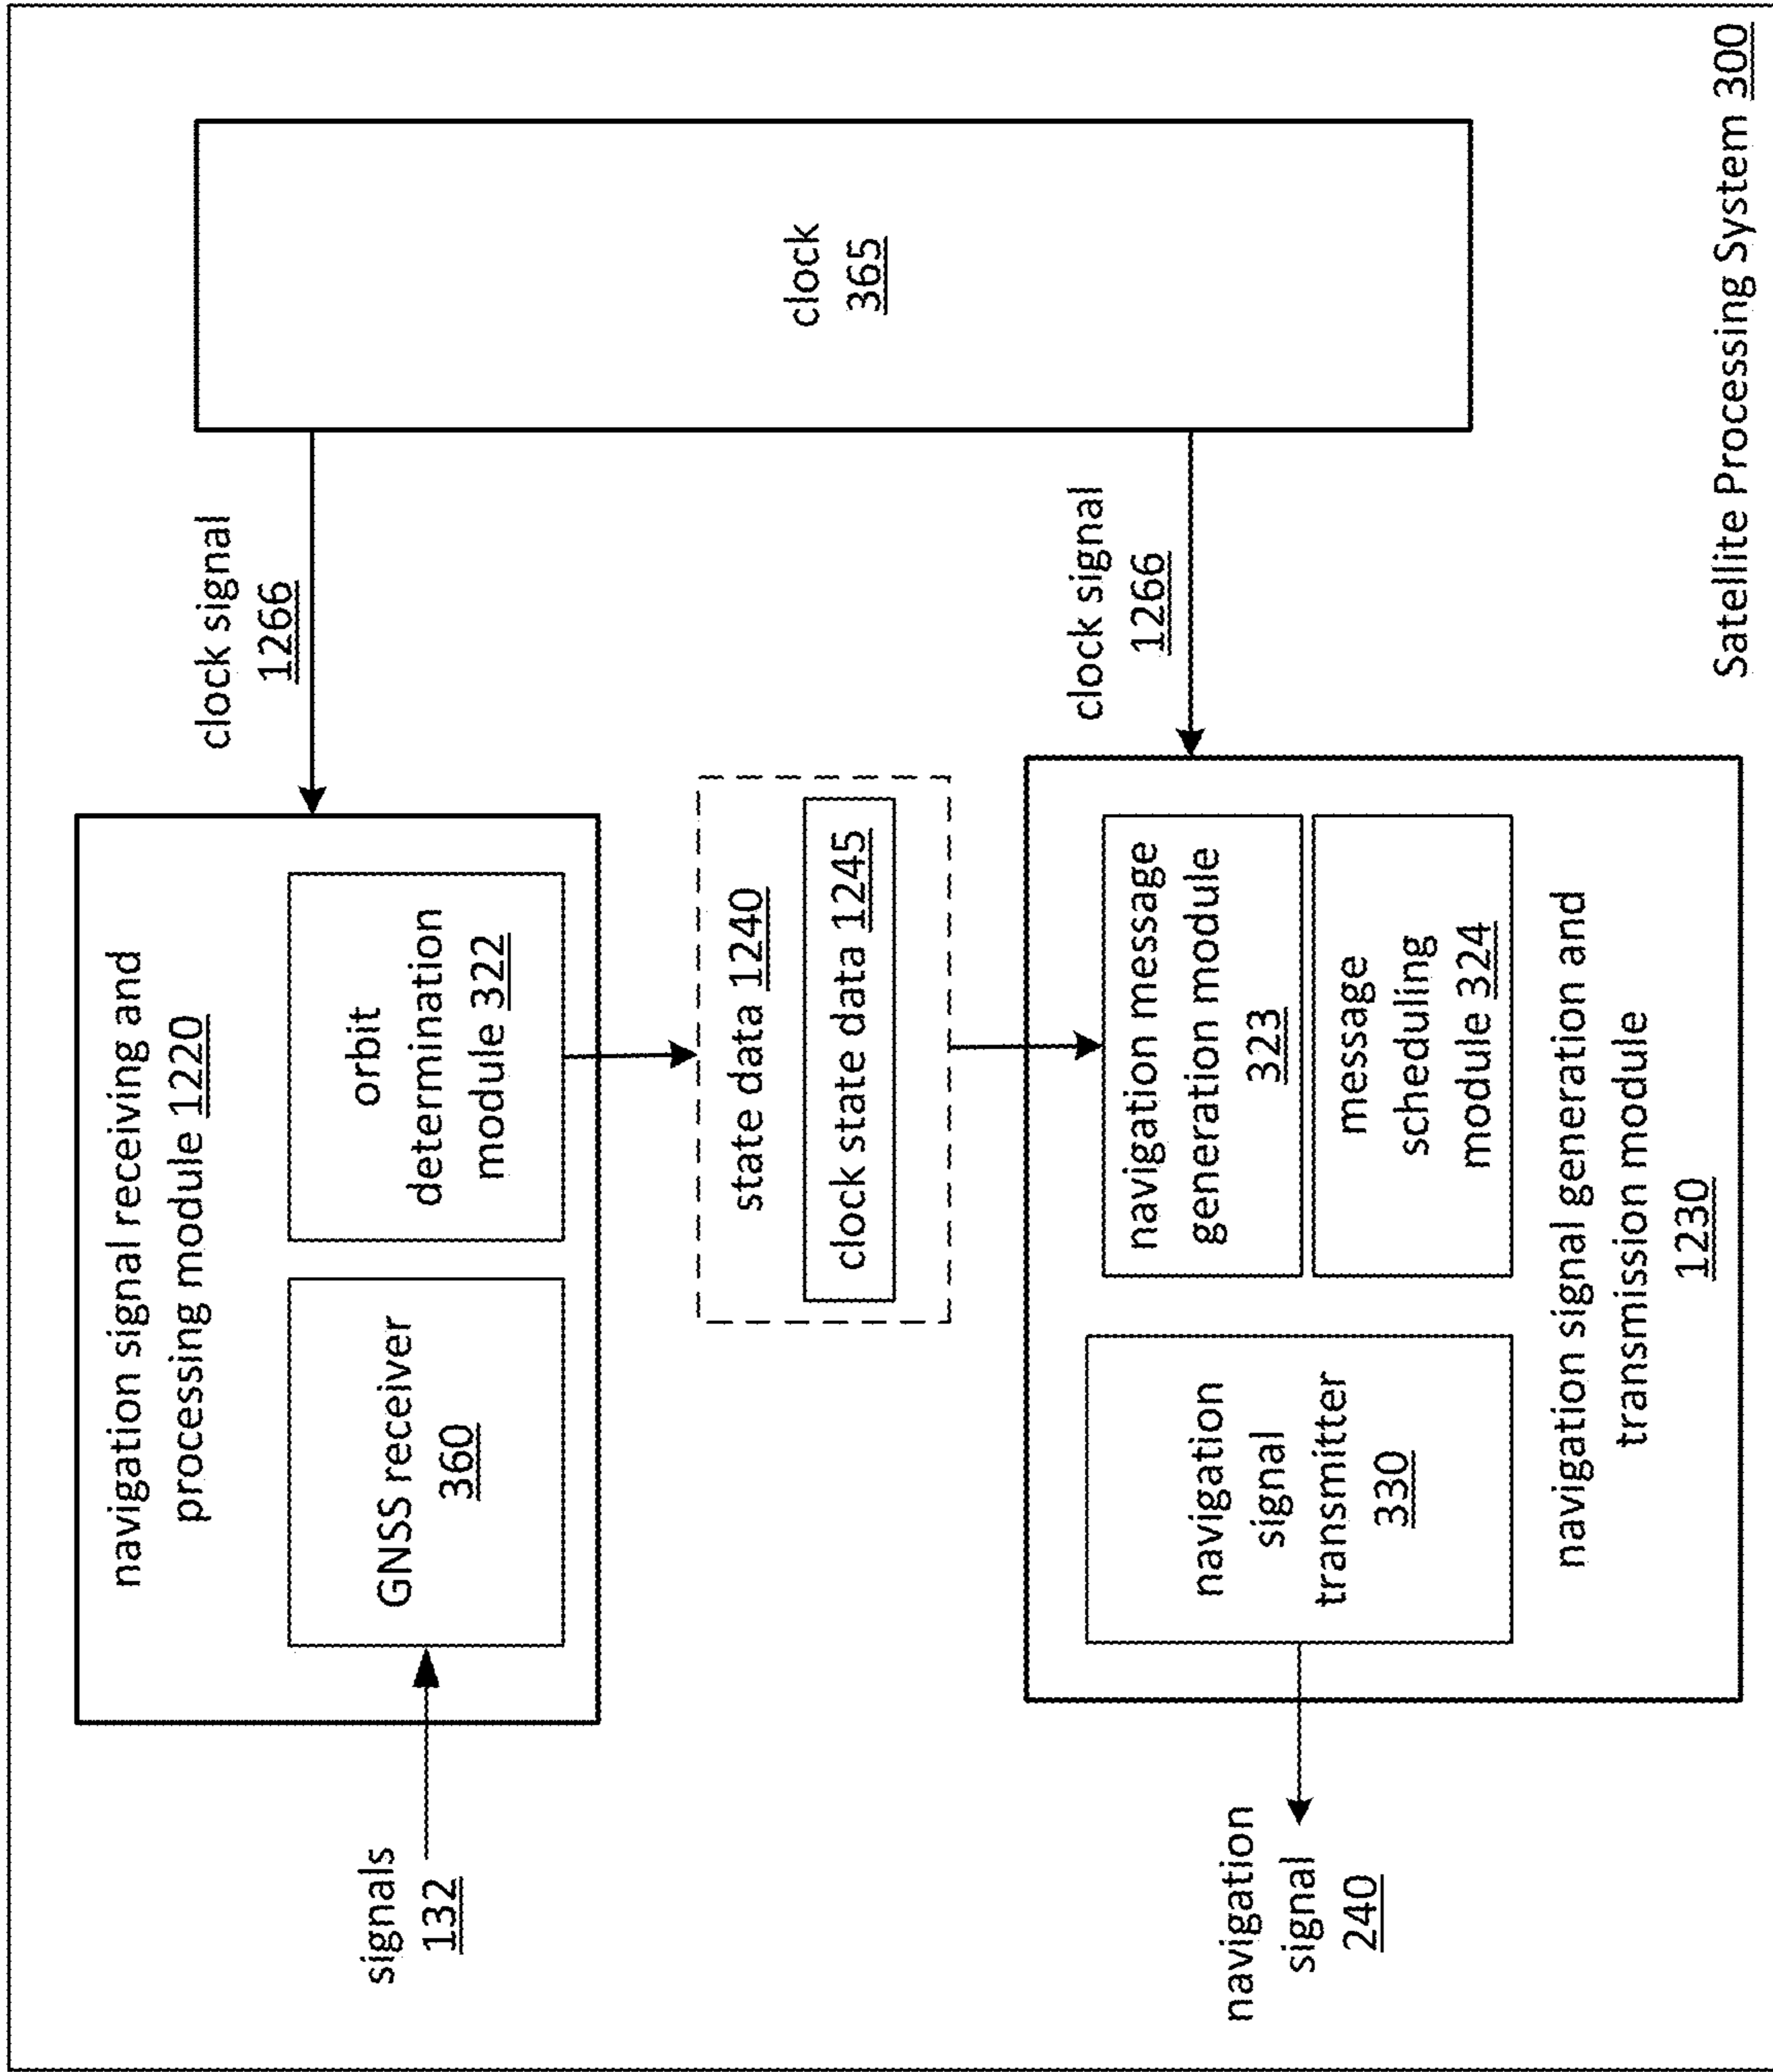 navigation signal receiving and
processing module 1220
signals
132
GNSS receiver
360
orbit
determination
module 322
clock signal
1266
state data 1240
clock state data 1245
clock
365
navigation
signal
240
navigation
signal
transmitter
330
navigation message
generation module
323
message
scheduling
module 324
clock signal
1266
navigation signal generation and
transmission module
1230
Satellite Processing System 300